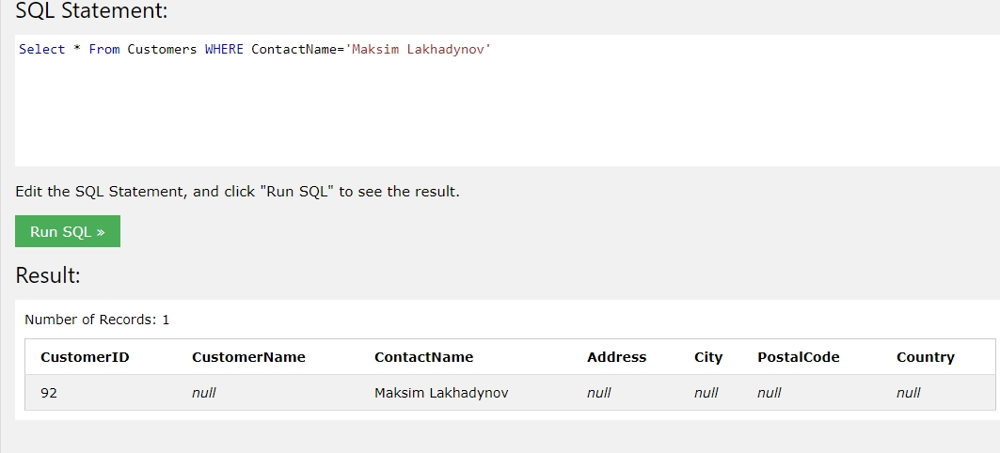 SQL Statement:
Select * From Customers WHERE ContactName='Maksim Lakhadynov'
Edit the SQL Statement, and click "Run SQL" to see the result.
Run SQL »
Result:
Number of Records: 1
CustomerID CustomerName ContactName Address City PostalCode Country
92 null Maksim Lakhadynov null null null null